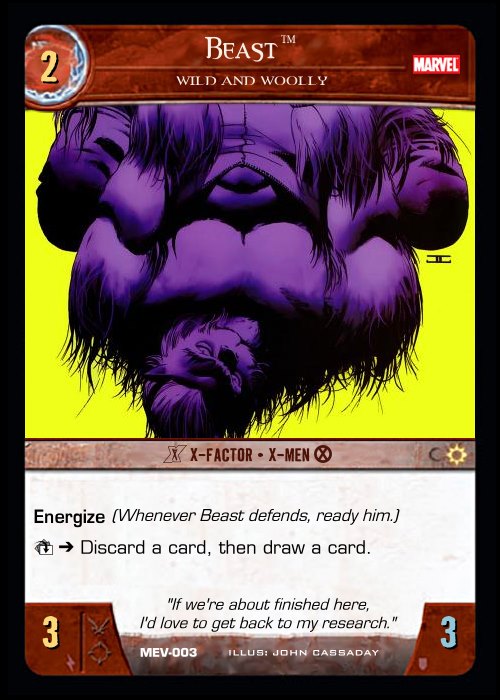 2
BEAST™
WILD AND WOOLLY
MARVEL
X-FACTOR • X-MEN
C
Energize (Whenever Beast defends, ready him.)
➔ Discard a card, then draw a card.
"If we're about finished here,
I'd love to get back to my research."
3
3
MEV-003 ILLUS: JOHN CASSADAY